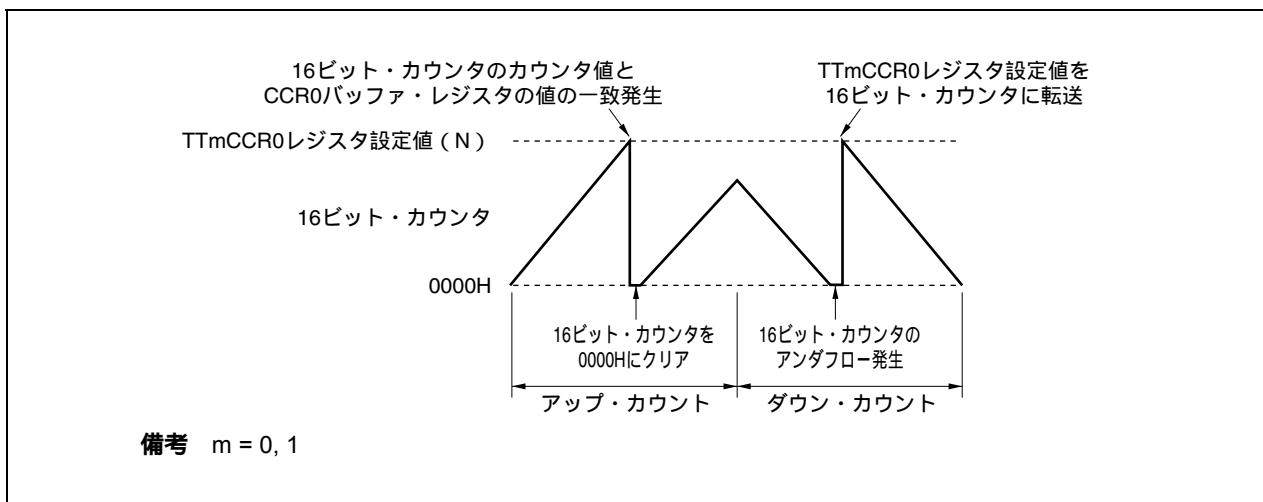 16ビット・カウンタのカウンタ値と
CCR0バッファ・レジスタの値の一致発生
TTmCCR0レジスタ設定値を
16ビット・カウンタに転送
TTmCCR0レジスタ設定値（N）
16ビット・カウンタ
0000H
16ビット・カウンタを
0000Hにクリア
16ビット・カウンタの
アンダフロー発生
アップ・カウント
ダウン・カウント
備考 m = 0, 1